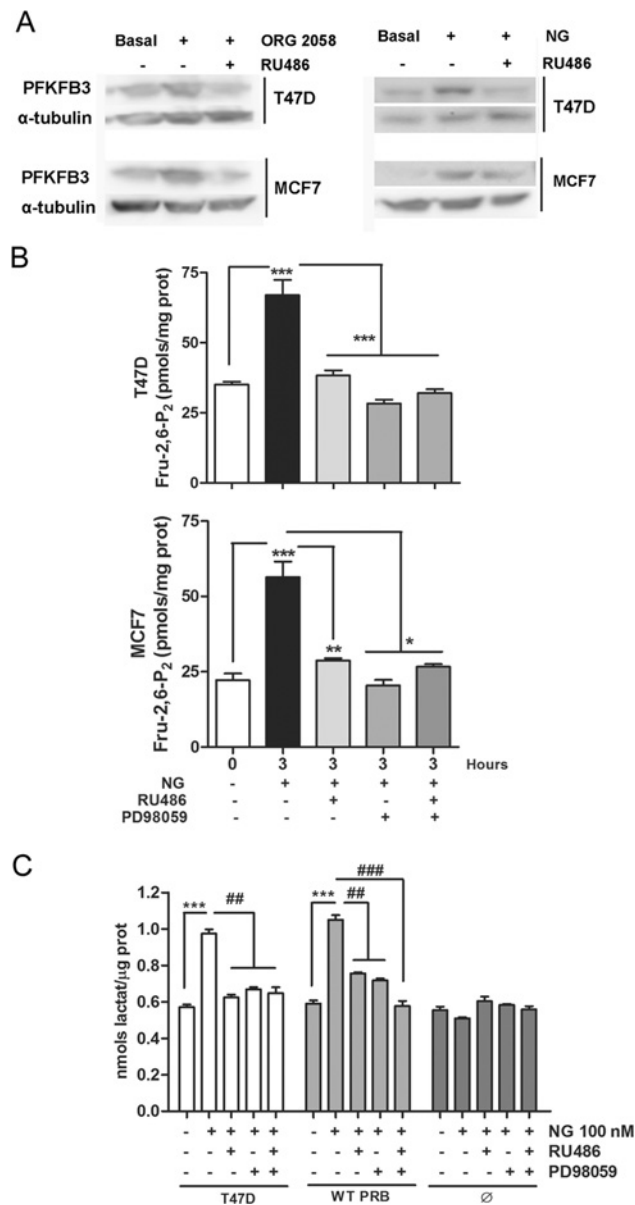 A
Basal + + ORG 2058
- - + RU486
PFKFB3
α-tubulin
T47D
PFKFB3
α-tubulin
MCF7
Basal + + NG
- - + RU486
T47D
MCF7
B
T47D
Fru-2,6-P2 (pmols/mg prot)
75
50
25
0
***
***
MCF7
Fru-2,6-P2 (pmols/mg prot)
75
50
25
0
***
**
*
0 3 3 3 3 Hours
NG - + + + +
RU486 - - + - +
PD98059 - - - + +
C
nmols lactat/µg prot
1.2
1.0
0.8
0.6
0.4
0.2
0.0
*** ##
*** ## ###
- + + + + - + + + + - + + + + NG 100 nM
- - + - + - - + - + - - + - + RU486
- - - + + - - - + + - - - + + PD98059
T47D WT PRB Ø